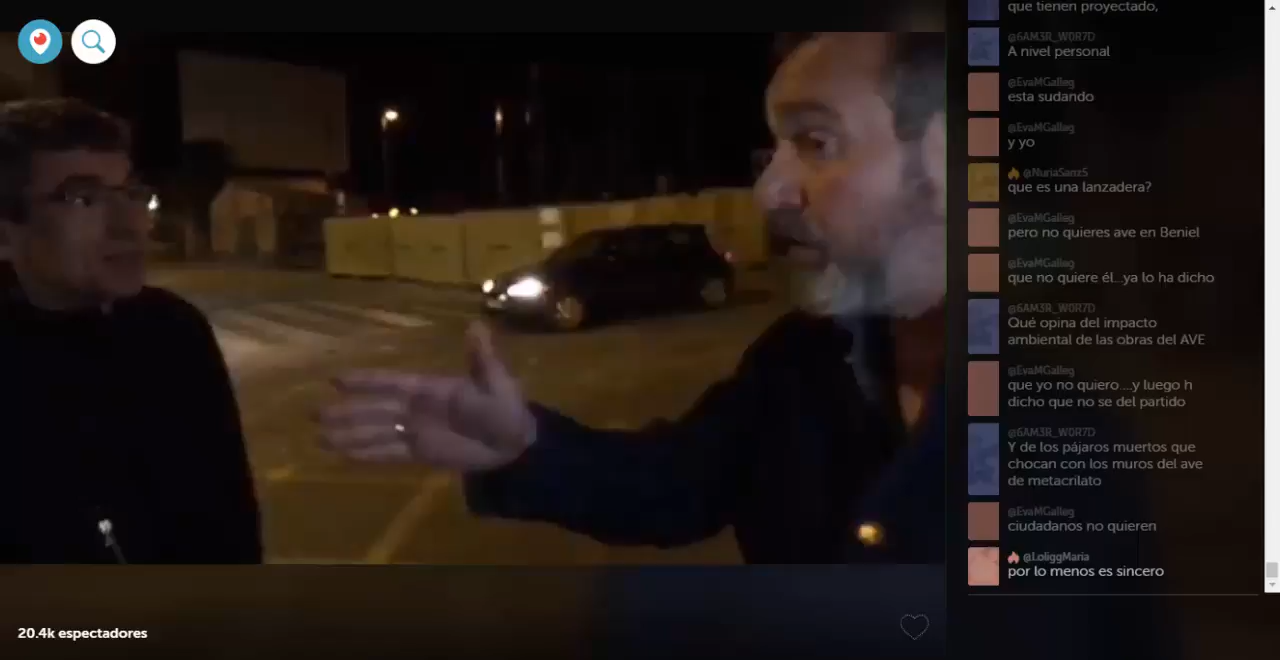 que tienen proyectado,
@6AM3R_W0R7D
A nivel personal
@EvaMGalleg
esta sudando
@EvaMGalleg
y yo
@NuriaSanz5
que es una lanzadera?
@EvaMGalleg
pero no quieres ave en Beniel
@EvaMGalleg
que no quiere él...ya lo ha dicho
@6AM3R_W0R7D
Qué opina del impacto
ambiental de las obras del AVE
@EvaMGalleg
que yo no quiero....y luego h
dicho que no se del partido
@6AM3R_W0R7D
Y de los pájaros muertos que
chocan con los muros del ave
de metacrilato
@EvaMGalleg
ciudadanos no quieren
@LoliggMaria
por lo menos es sincero
20.4k espectadores